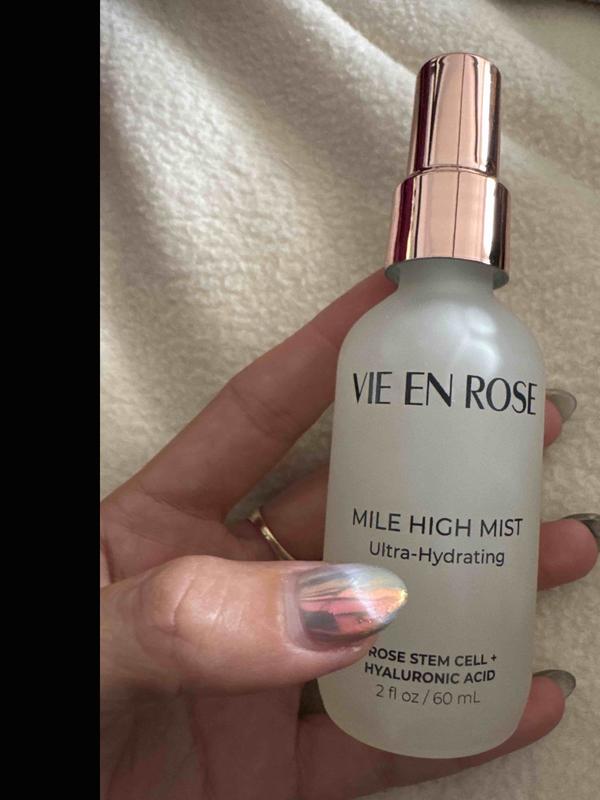 VIE EN ROSE
MILE HIGH MIST
Ultra-Hydrating
ROSE STEM CELL +
HYALURONIC ACID
2 fl oz / 60 mL